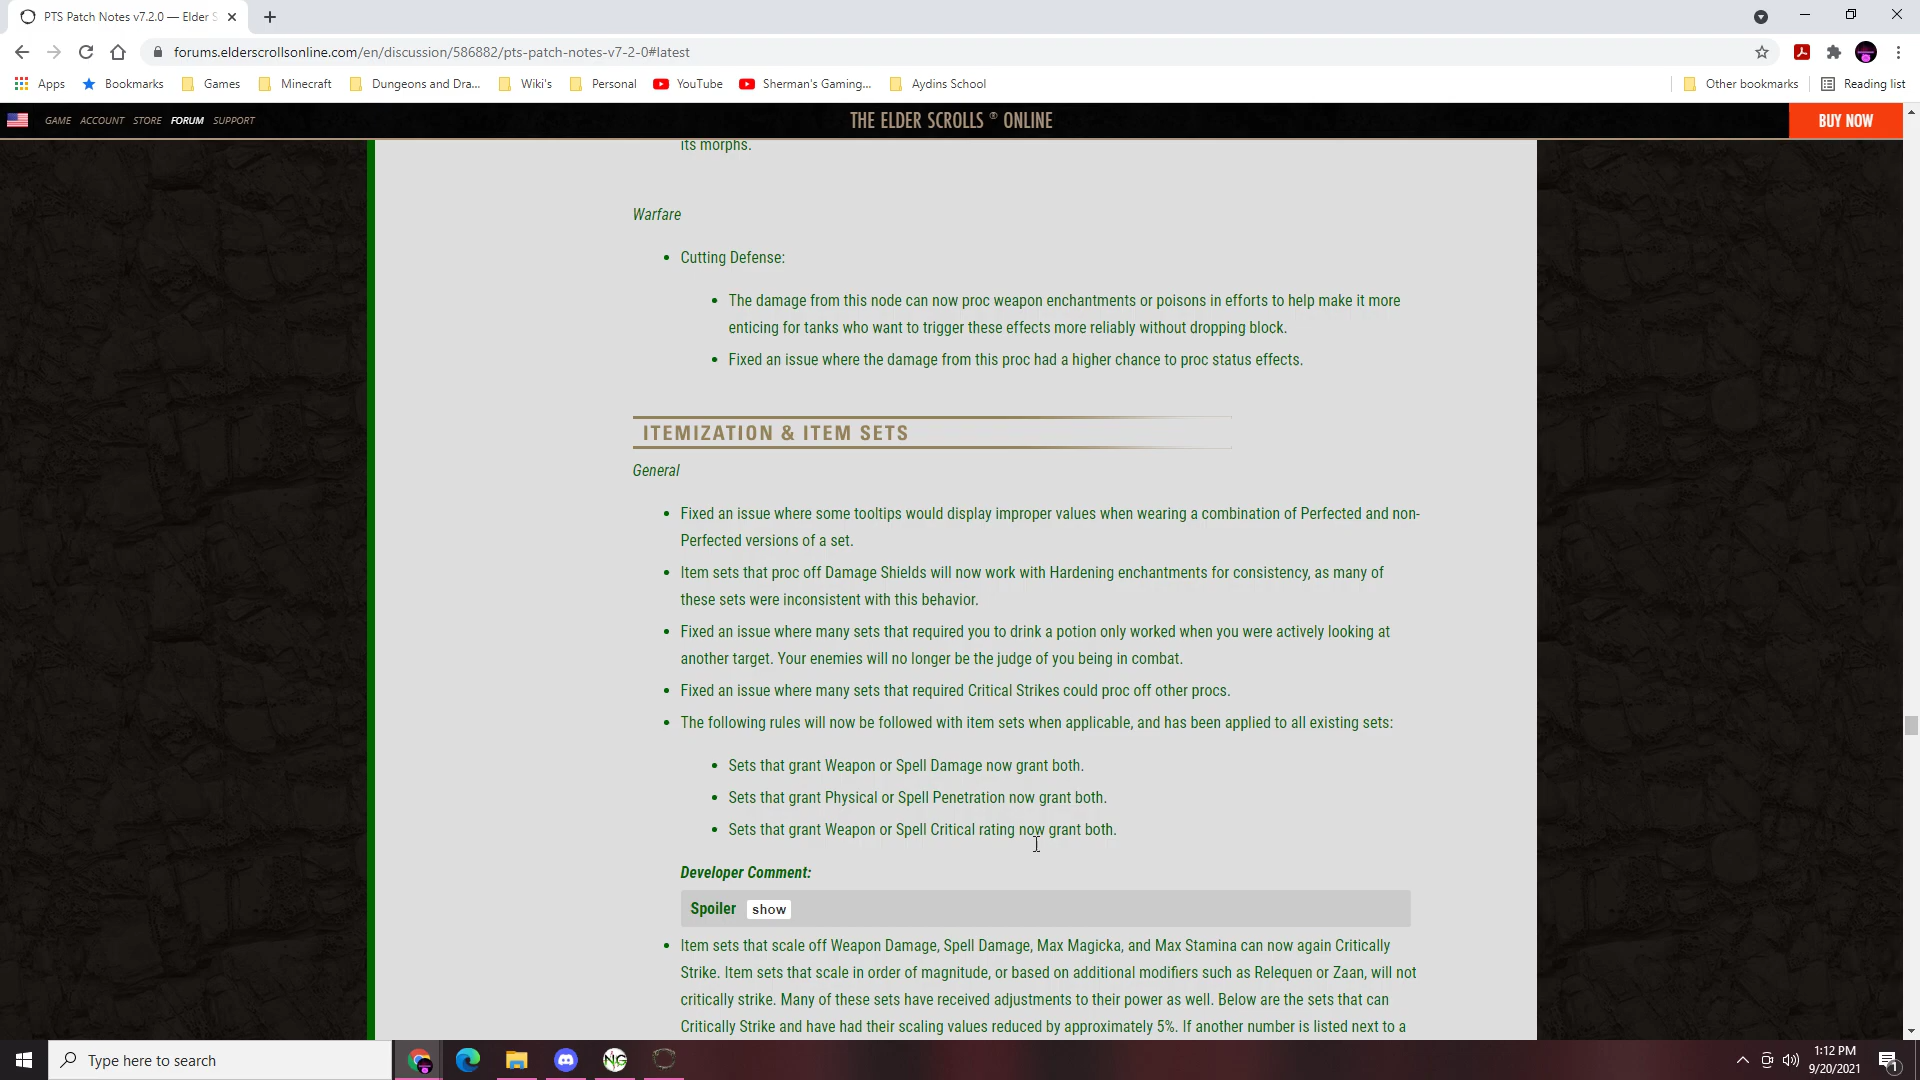 PTS Patch Notes v7.2.0 — Elder S
forums.elderscrollsonline.com/en/discussion/586882/pts-patch-notes-v7-2-0#latest
Apps Bookmarks Games Minecraft Dungeons and Dra... Wiki's Personal YouTube Sherman's Gaming... Aydins School Other bookmarks Reading list
GAME ACCOUNT STORE FORUM SUPPORT THE ELDER SCROLLS ® ONLINE BUY NOW
its morphs.
Warfare
• Cutting Defense:
• The damage from this node can now proc weapon enchantments or poisons in efforts to help make it more
enticing for tanks who want to trigger these effects more reliably without dropping block.
• Fixed an issue where the damage from this proc had a higher chance to proc status effects.
ITEMIZATION & ITEM SETS
General
• Fixed an issue where some tooltips would display improper values when wearing a combination of Perfected and non-
Perfected versions of a set.
• Item sets that proc off Damage Shields will now work with Hardening enchantments for consistency, as many of
these sets were inconsistent with this behavior.
• Fixed an issue where many sets that required you to drink a potion only worked when you were actively looking at
another target. Your enemies will no longer be the judge of you being in combat.
• Fixed an issue where many sets that required Critical Strikes could proc off other procs.
• The following rules will now be followed with item sets when applicable, and has been applied to all existing sets:
• Sets that grant Weapon or Spell Damage now grant both.
• Sets that grant Physical or Spell Penetration now grant both.
• Sets that grant Weapon or Spell Critical rating now grant both.
Developer Comment:
Spoiler show
• Item sets that scale off Weapon Damage, Spell Damage, Max Magicka, and Max Stamina can now again Critically
Strike. Item sets that scale in order of magnitude, or based on additional modifiers such as Relequen or Zaan, will not
critically strike. Many of these sets have received adjustments to their power as well. Below are the sets that can
Critically Strike and have had their scaling values reduced by approximately 5%. If another number is listed next to a
Type here to search
NG
1:12 PM
9/20/2021
1